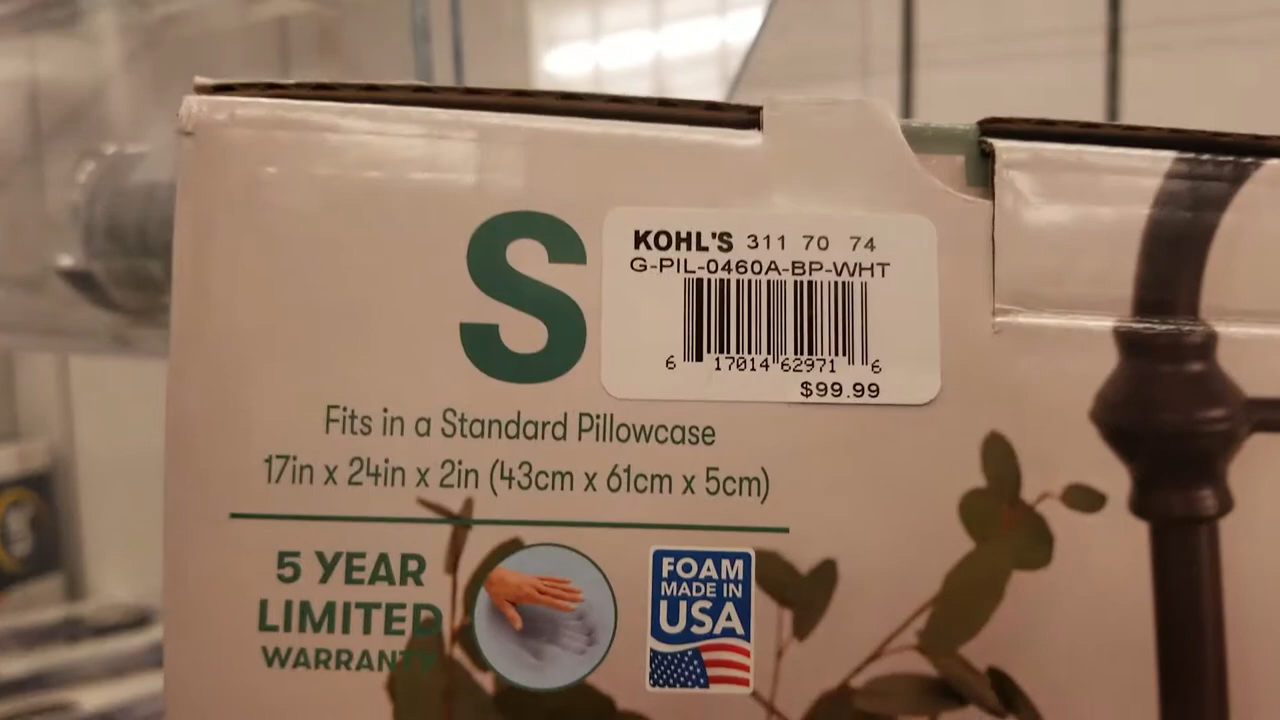 S
KOHL'S 311 70 74
G-PIL-0460A-BP-WHT
6 17014 62971 6
$99.99
Fits in a Standard Pillowcase
17in x 24in x 2in (43cm x 61cm x 5cm)
5 YEAR
LIMITED
WARRANTY
FOAM
MADE IN
USA